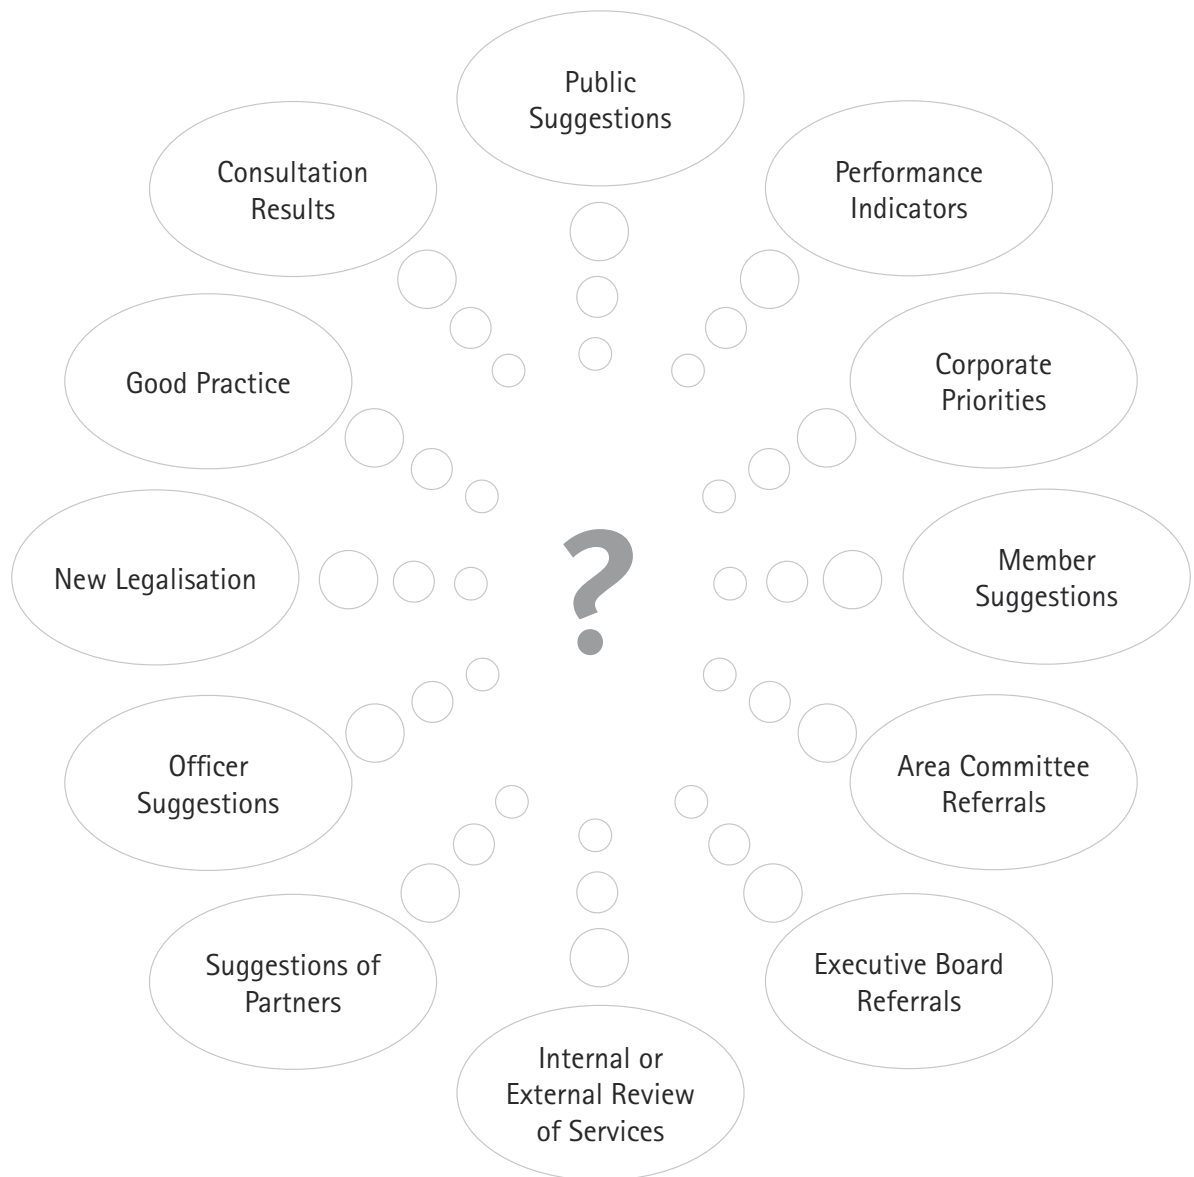 Public
Suggestions
Consultation
Results
Performance
Indicators
Good Practice
Corporate
Priorities
?
New Legalisation
Member
Suggestions
Officer
Suggestions
Area Committee
Referrals
Suggestions of
Partners
Executive Board
Referrals
Internal or
External Review
of Services